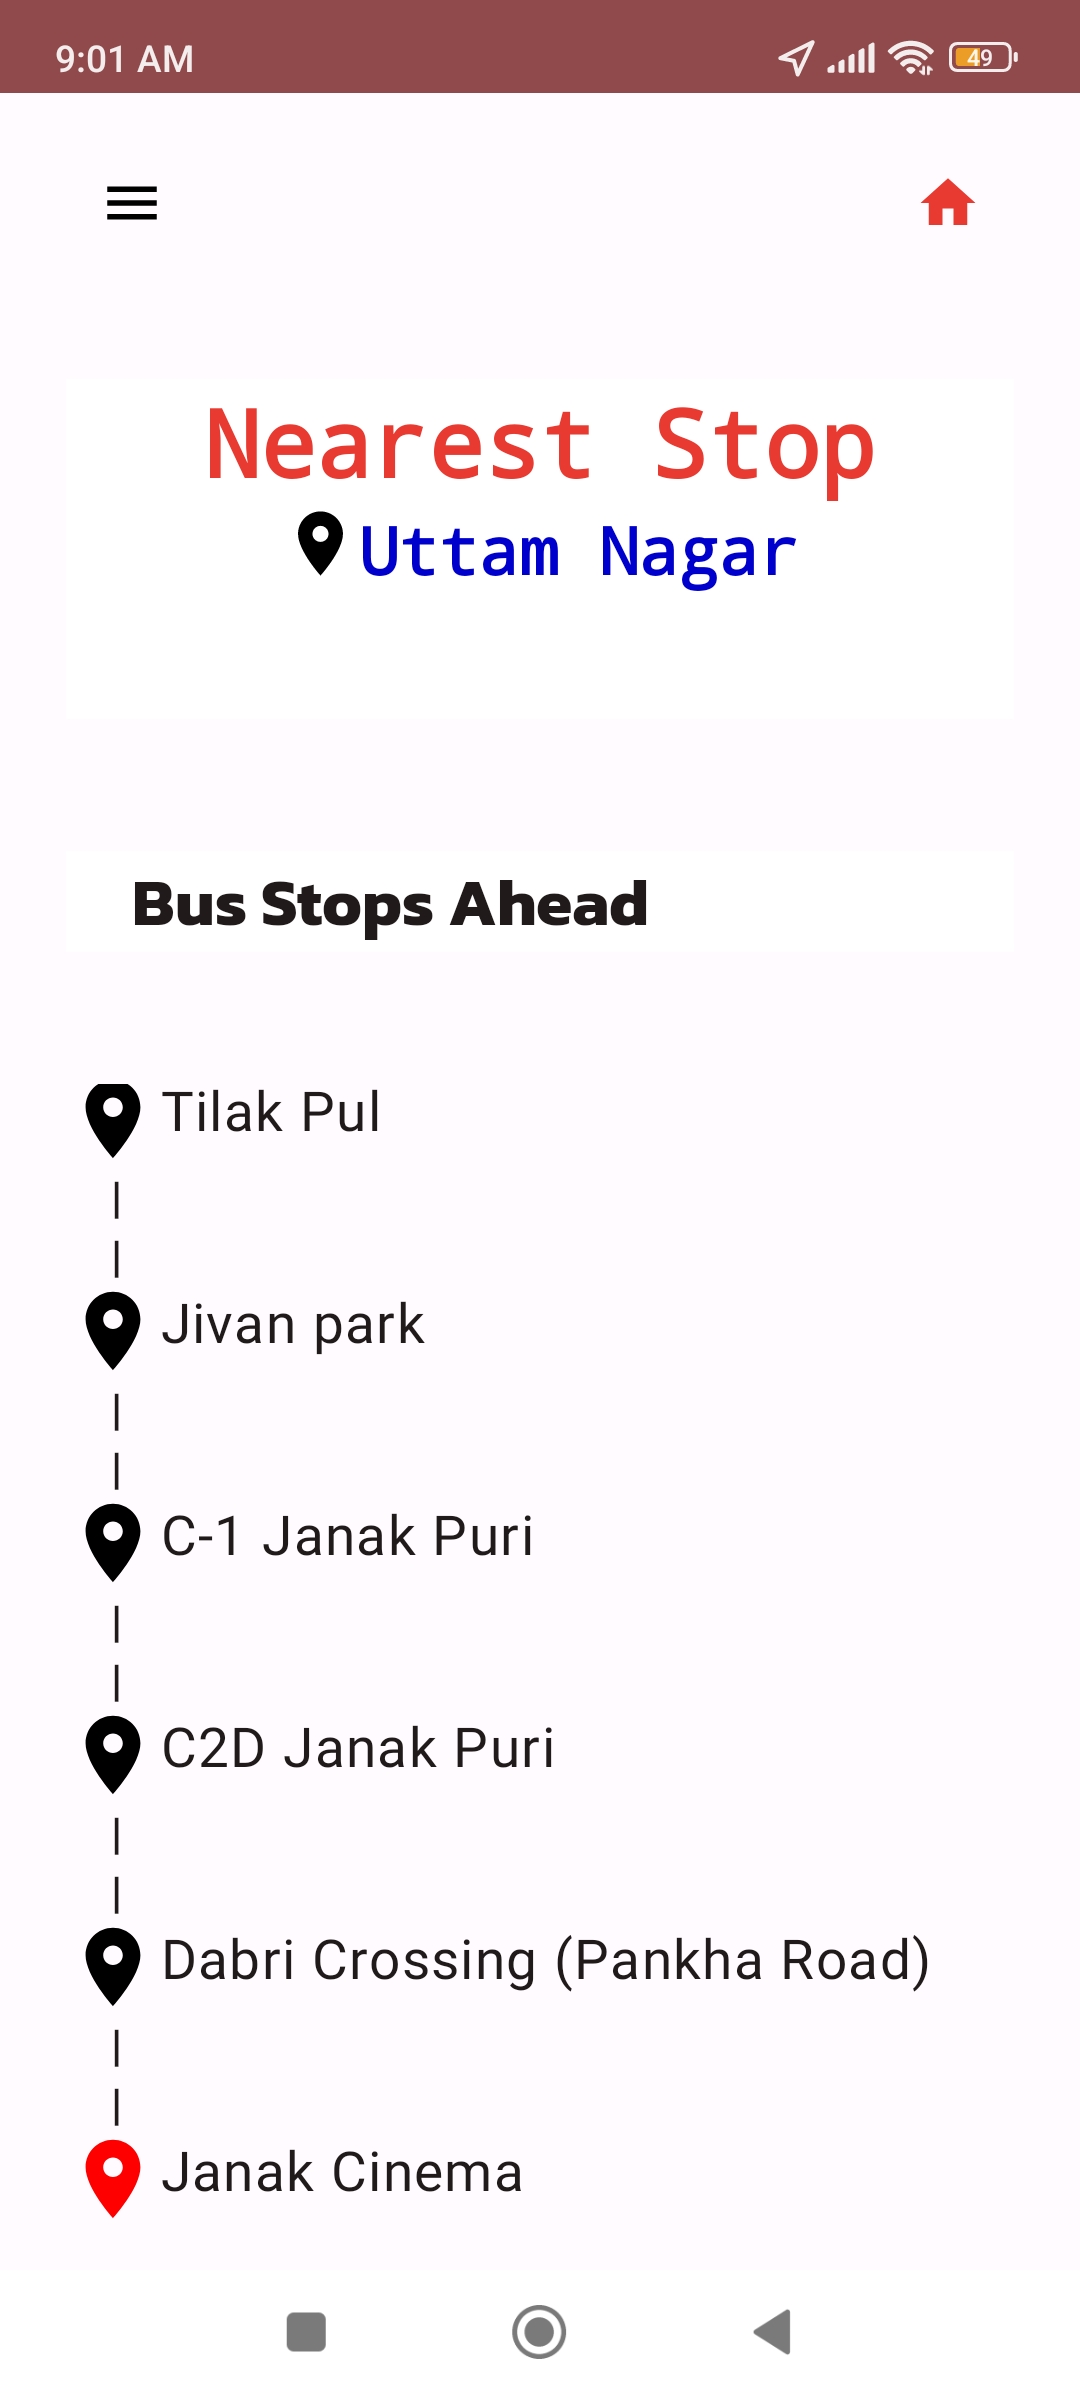 9:01 AM
49
Nearest Stop
Uttam Nagar
Bus Stops Ahead
Tilak Pul
Jivan park
C-1 Janak Puri
C2D Janak Puri
Dabri Crossing (Pankha Road)
Janak Cinema